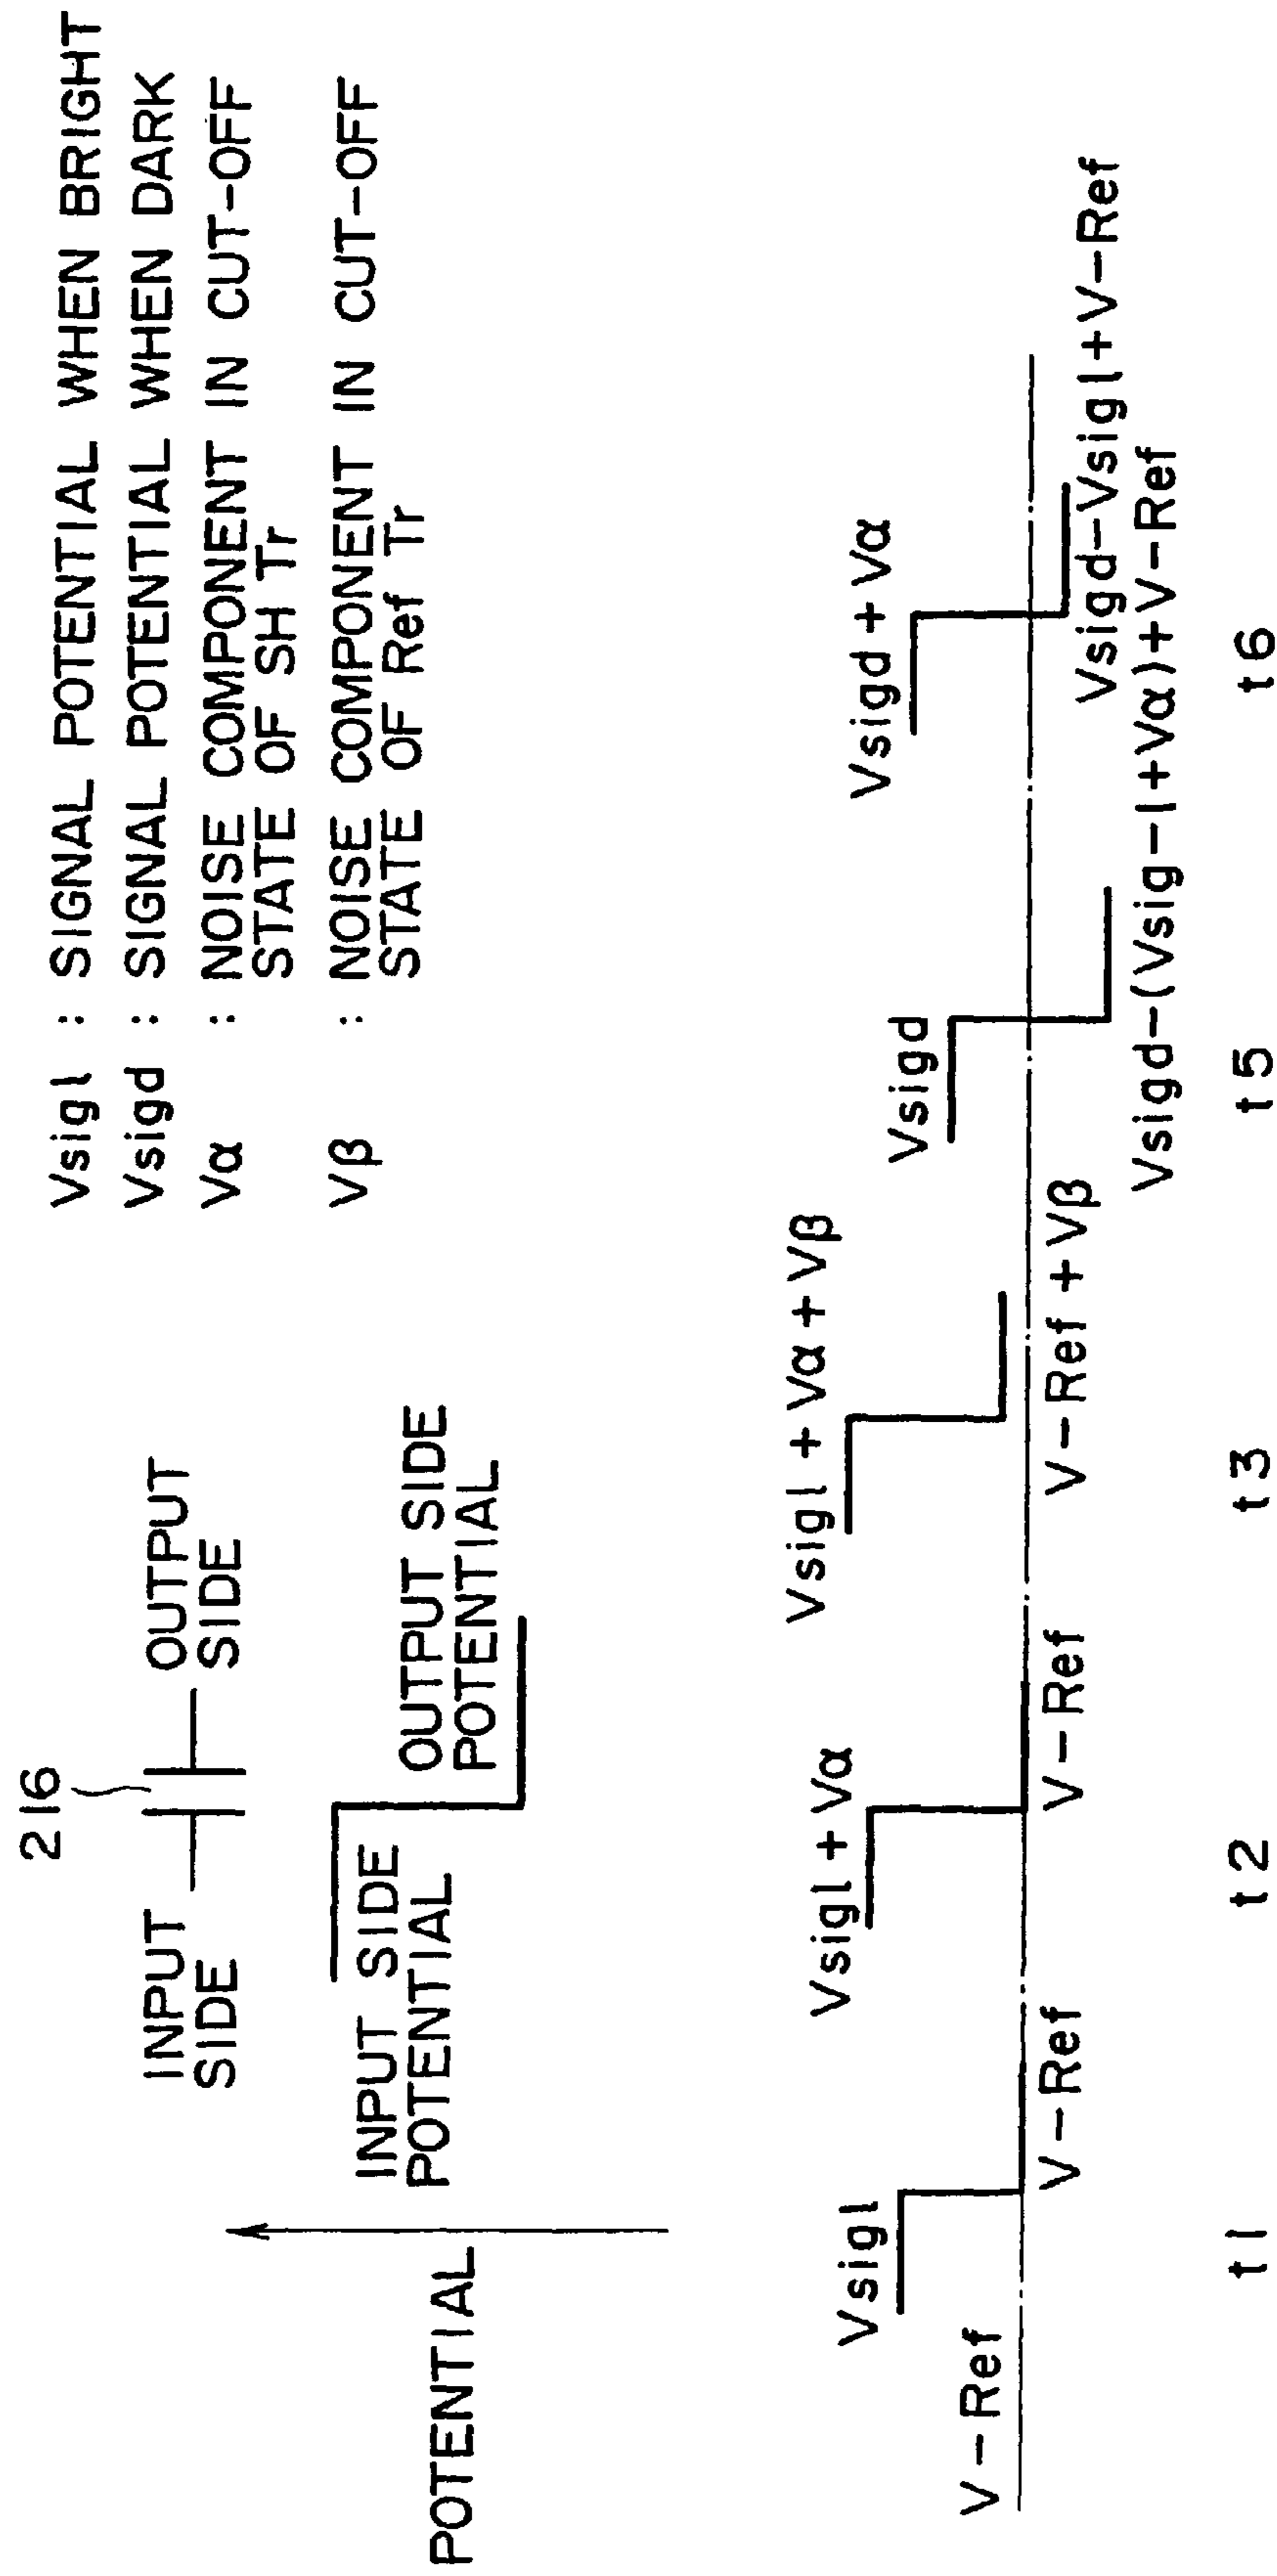 216
INPUT
SIDE
OUTPUT
SIDE
INPUT SIDE
POTENTIAL
OUTPUT SIDE
POTENTIAL
POTENTIAL
Vsigl : SIGNAL POTENTIAL WHEN BRIGHT
Vsigd : SIGNAL POTENTIAL WHEN DARK
Vα : NOISE COMPONENT IN CUT-OFF
STATE OF SH Tr
Vβ : NOISE COMPONENT IN CUT-OFF
STATE OF Ref Tr
V-Ref
Vsigl
V-Ref
t1
Vsigl + Vα
V-Ref
t2
Vsigl + Vα + Vβ
V-Ref + Vβ
t3
Vsigd
Vsigd-(Vsig-l+Vα)+V-Ref
t5
Vsigd + Vα
Vsigd-Vsigl+V-Ref
t6